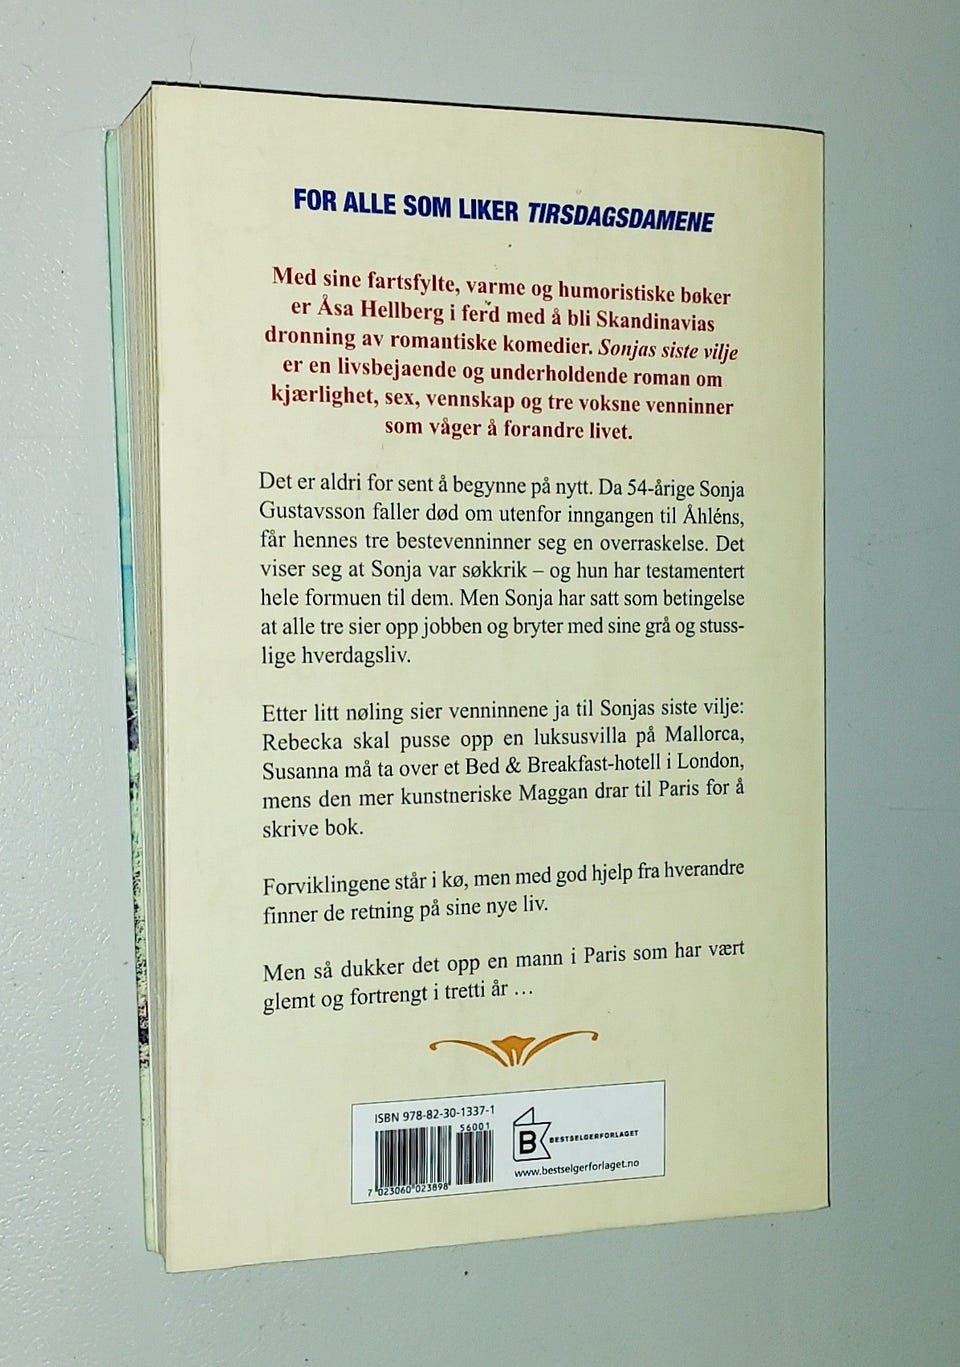 FOR ALLE SOM LIKER TIRSDAGSDAMENE
Med sine fartsfylte, varme og humoristiske bøker
er Åsa Hellberg i ferd med å bli Skandinavias
dronning av romantiske komedier. Sonjas siste vilje
er en livsbejaende og underholdende roman om
kjærlighet, sex, vennskap og tre voksne venninner
som våger å forandre livet.
Det er aldri for sent å begynne på nytt. Da 54-årige Sonja
Gustavsson faller død om utenfor inngangen til Åhléns,
får hennes tre bestevenninner seg en overraskelse. Det
viser seg at Sonja var søkkrik – og hun har testamentert
hele formuen til dem. Men Sonja har satt som betingelse
at alle tre sier opp jobben og bryter med sine grå og stuss-
lige hverdagsliv.
Etter litt nøling sier venninnene ja til Sonjas siste vilje:
Rebecka skal pusse opp en luksusvilla på Mallorca,
Susanna må ta over et Bed & Breakfast-hotell i London,
mens den mer kunstneriske Maggan drar til Paris for å
skrive bok.
Forviklingene står i kø, men med god hjelp fra hverandre
finner de retning på sine nye liv.
Men så dukker det opp en mann i Paris som har vært
glemt og fortrengt i tretti år …
ISBN 978-82-30-1337-1
56001
7 023060 023898
B BESTSELGERFORLAGET
www.bestselgerforlaget.no